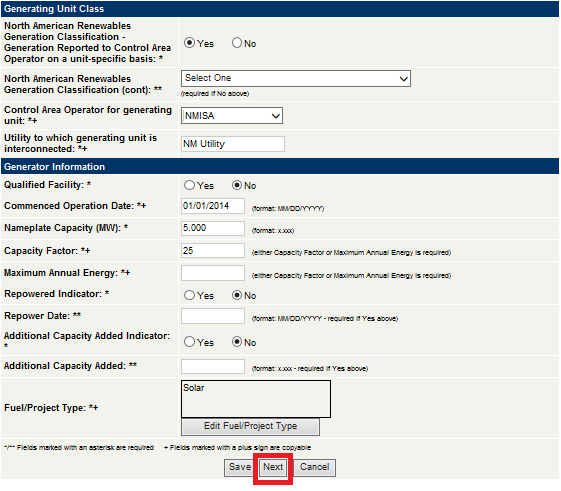 Generating Unit Class
North American Renewables
Generation Classification -
Generation Reported to Control Area
Operator on a unit-specific basis: *
Yes No
North American Renewables
Generation Classification (cont): **
Select One
(required if No above)
Control Area Operator for generating
unit: *+
NMISA
Utility to which generating unit is
interconnected: *+
NM Utility
Generator Information
Qualified Facility: * Yes No
Commenced Operation Date: *+ 01/01/2014 (format: MM/DD/YYYY)
Nameplate Capacity (MW): * 5.000 (format: x.xxx)
Capacity Factor: *+ 25 (either Capacity Factor or Maximum Annual Energy is required)
Maximum Annual Energy: *+ (either Capacity Factor or Maximum Annual Energy is required)
Repowered Indicator: * Yes No
Repower Date: ** (format: MM/DD/YYYY - required if Yes above)
Additional Capacity Added Indicator:
*
Yes No
Additional Capacity Added: ** (format: x.xxx - required if Yes above)
Fuel/Project Type: *+
Solar
Edit Fuel/Project Type
*/** Fields marked with an asterisk are required + Fields marked with a plus sign are copyable
Save Next Cancel